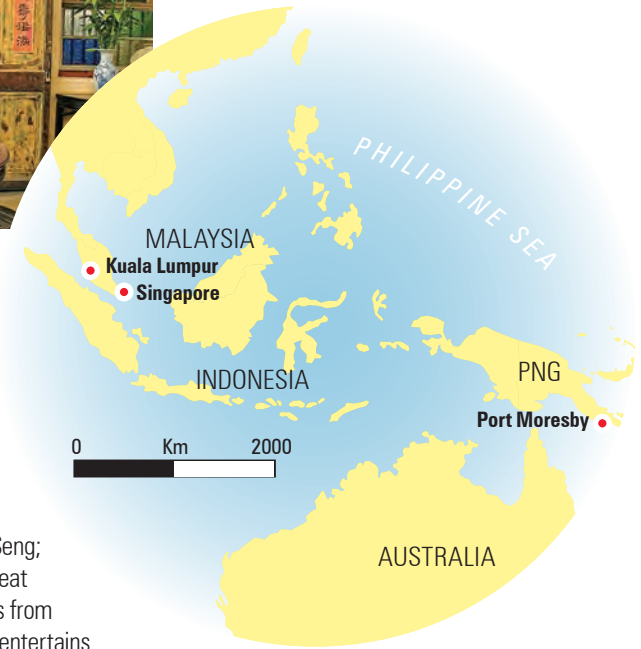 PHILIPPINE SEA
MALAYSIA
Kuala Lumpur
Singapore
INDONESIA
PNG
Port Moresby
0 Km 2000
AUSTRALIA
Seng;
eat
s from
entertains